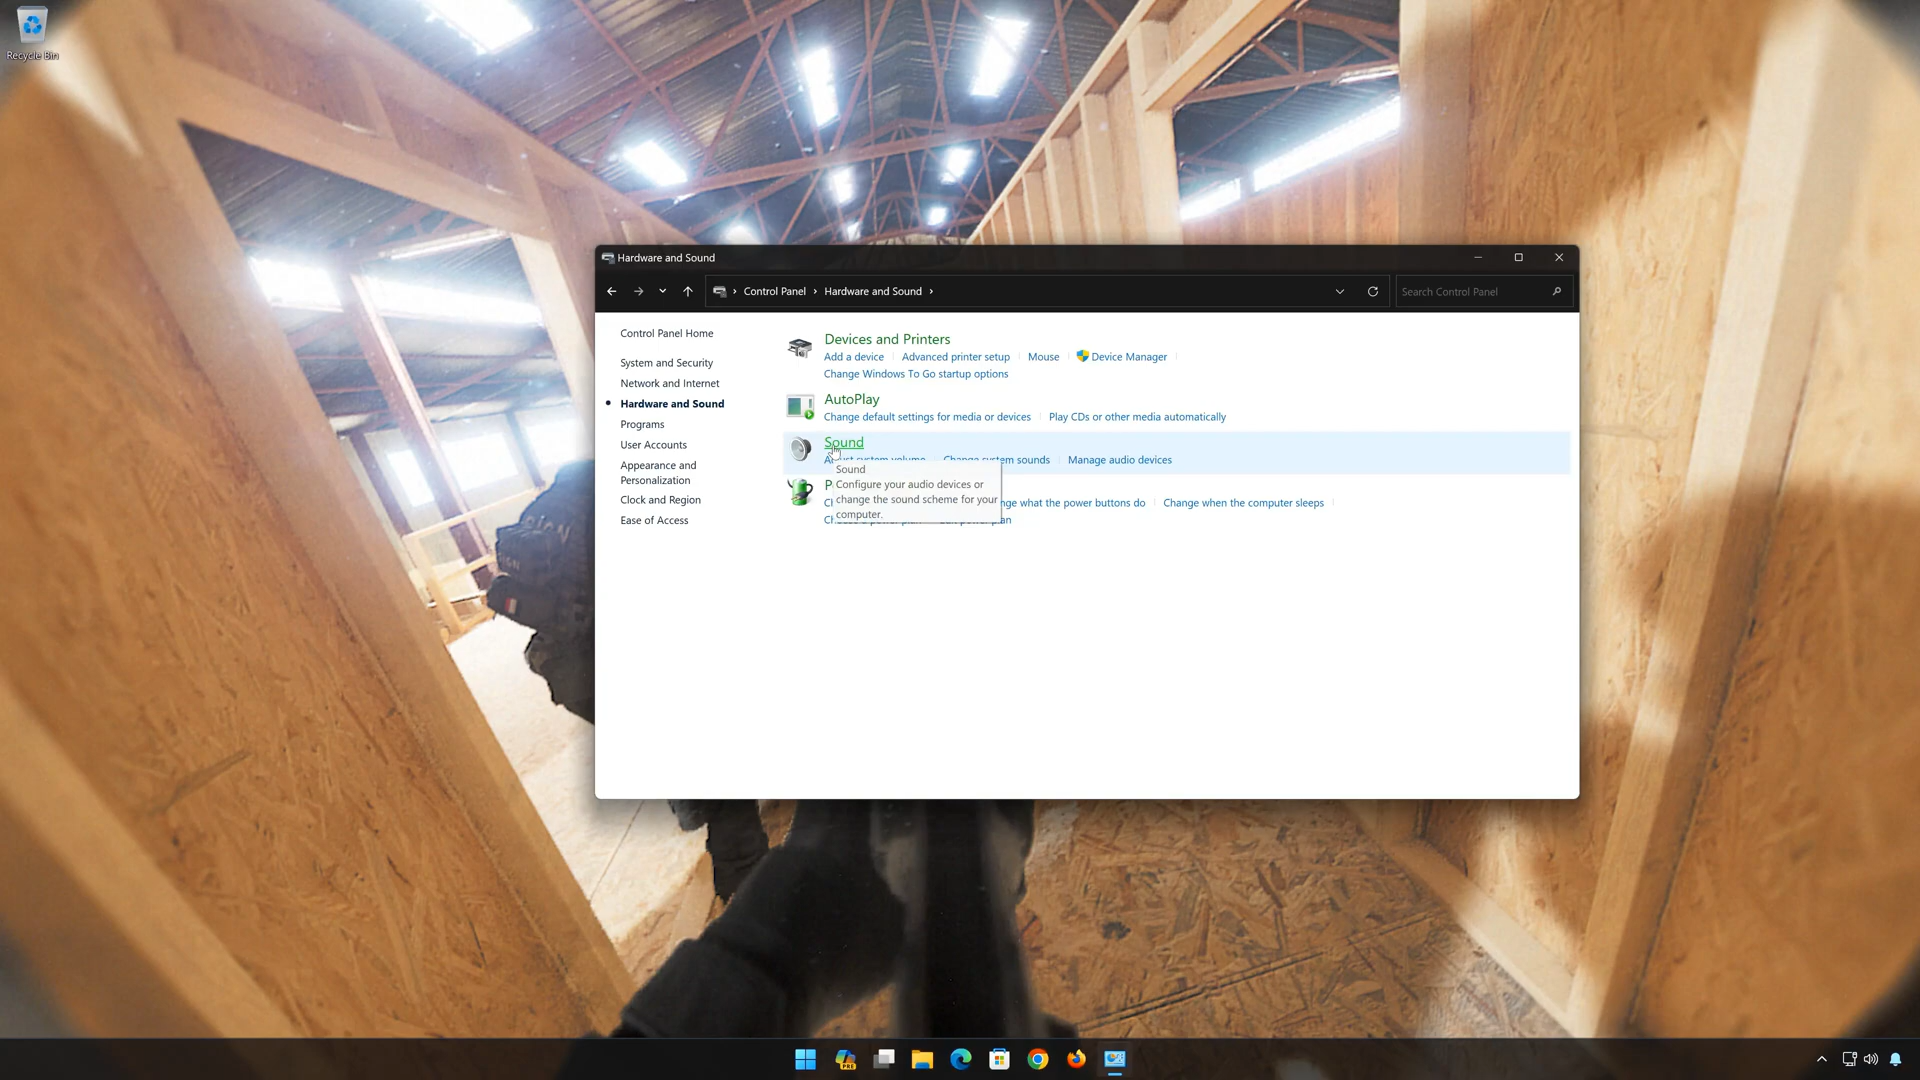 Recycle Bin
Hardware and Sound
Control Panel > Hardware and Sound >
Search Control Panel
Control Panel Home
System and Security
Network and Internet
Hardware and Sound
Programs
User Accounts
Appearance and
Personalization
Clock and Region
Ease of Access
Devices and Printers
Add a device
Advanced printer setup
Mouse
Device Manager
Change Windows To Go startup options
AutoPlay
Change default settings for media or devices
Play CDs or other media automatically
Sound
Adjust system volume
Change system sounds
Manage audio devices
Sound
Configure your audio devices or
change the sound scheme for your
computer.
what the power buttons do
Change when the computer sleeps
PRE